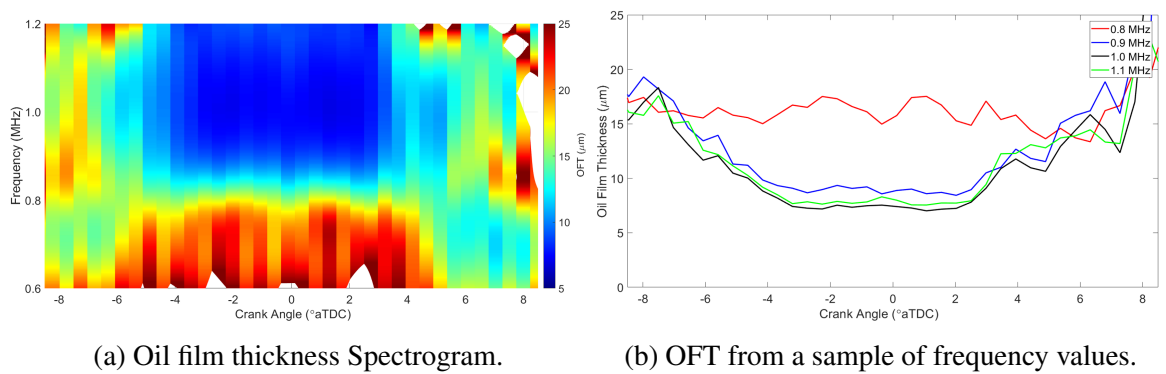 1.2
1.0
0.8
0.6
Frequency (MHz)
-8 -6 -4 -2 0 2 4 6 8
Crank Angle (°aTDC)
25
20
15
10
5
OFT (μm)
(a) Oil film thickness Spectrogram.
25
20
15
10
5
0
Oil Film Thickness (μm)
-8 -6 -4 -2 0 2 4 6 8
Crank Angle (°aTDC)
0.8 MHz
0.9 MHz
1.0 MHz
1.1 MHz
(b) OFT from a sample of frequency values.